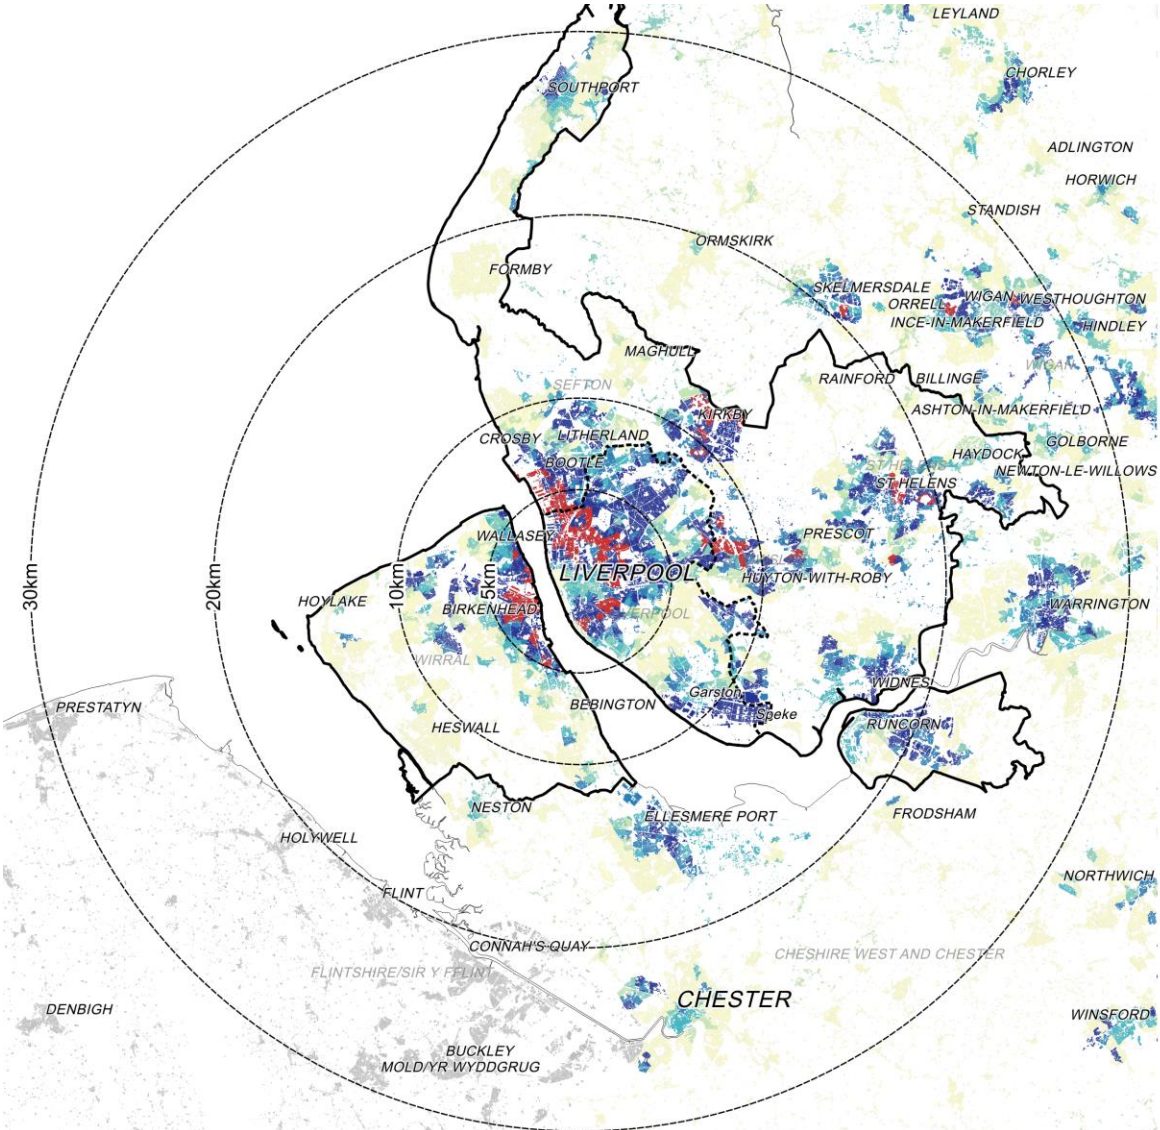 LEYLAND
CHORLEY
SOUTHPORT
ADLINGTON
HORWICH
STANDISH
ORMSKIRK
FORMBY
SKELMERSDALE
ORRELL
WIGAN
WESTHOUGHTON
INCE-IN-MAKERFIELD
HINDLEY
MAGHULL
WIGAN
SEFTON
RAINFORD
BILLINGE
ASHTON-IN-MAKERFIELD
KIRKBY
CROSBY
LITHERLAND
GOLBORNE
HAYDOCK
BOOTLE
ST HELENS
NEWTON-LE-WILLOWS
ST HELENS
WALLASEY
PRESCOT
LIVERPOOL
HUYTON-WITH-ROBY
30km
20km
10km
5km
HOYLAKE
BIRKENHEAD
LIVERPOOL
WARRINGTON
WIRRAL
WIDNES
Garston
BEBINGTON
Speke
PRESTATYN
HESWALL
RUNCORN
NESTON
ELLESMERE PORT
FRODSHAM
HOLYWELL
NORTHWICH
FLINT
CONNAH'S QUAY
CHESHIRE WEST AND CHESTER
FLINTSHIRE/SIR Y FFLINT
CHESTER
DENBIGH
WINSFORD
BUCKLEY
MOLD/YR WYDDGRUG